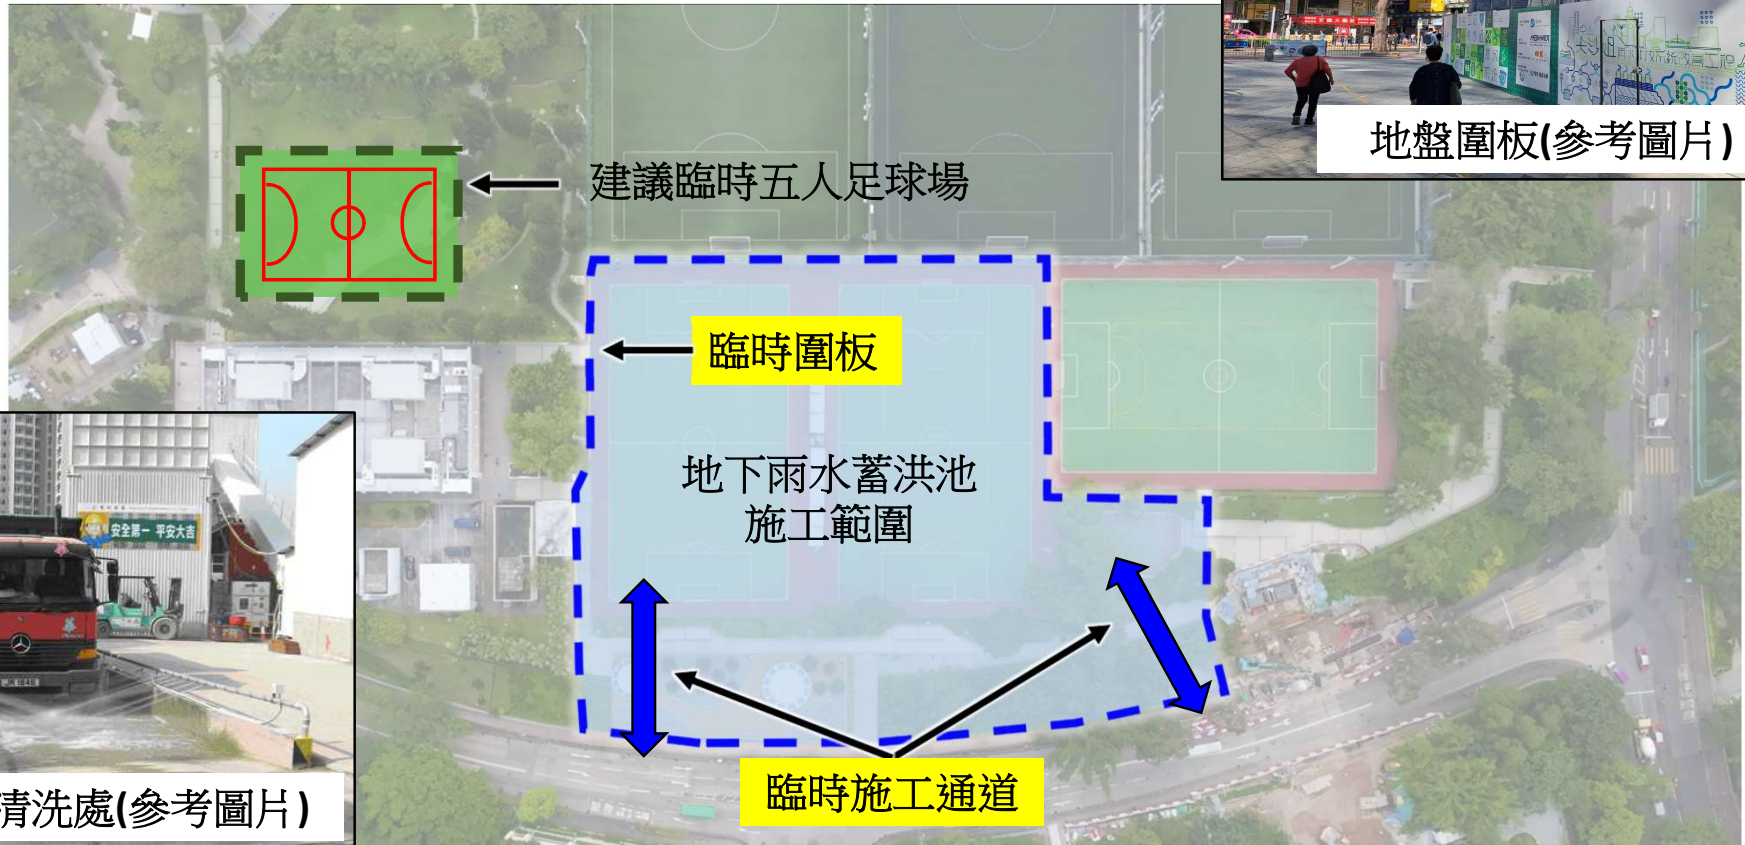 地盤圍板(參考圖片)
建議臨時五人足球場
臨時圍板
地下雨水蓄洪池
施工範圍
安全第一 平安大吉
臨時施工通道
清洗處(參考圖片)